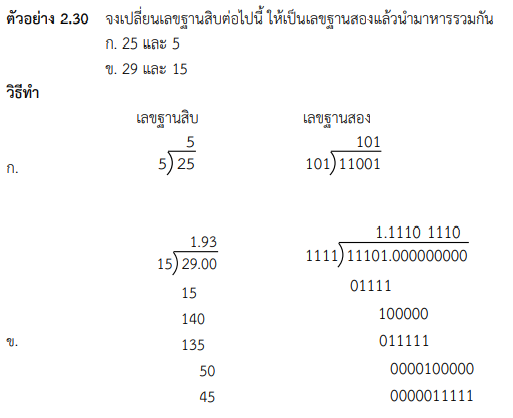 ตัวอย่าง 2.30 จงเปลี่ยนเลขฐานสิบต่อไปนี้ ให้เป็นเลขฐานสองแล้วนำมาหารรวมกัน
ก. 25 และ 5
ข. 29 และ 15
วิธีทำ
เลขฐานสิบ เลขฐานสอง
5 101
ก. 5)25 101)11001
1.93 1.1110 1110
15)29.00 1111)11101.000000000
15 01111
140 100000
ข. 135 011111
50 0000100000
45 0000011111